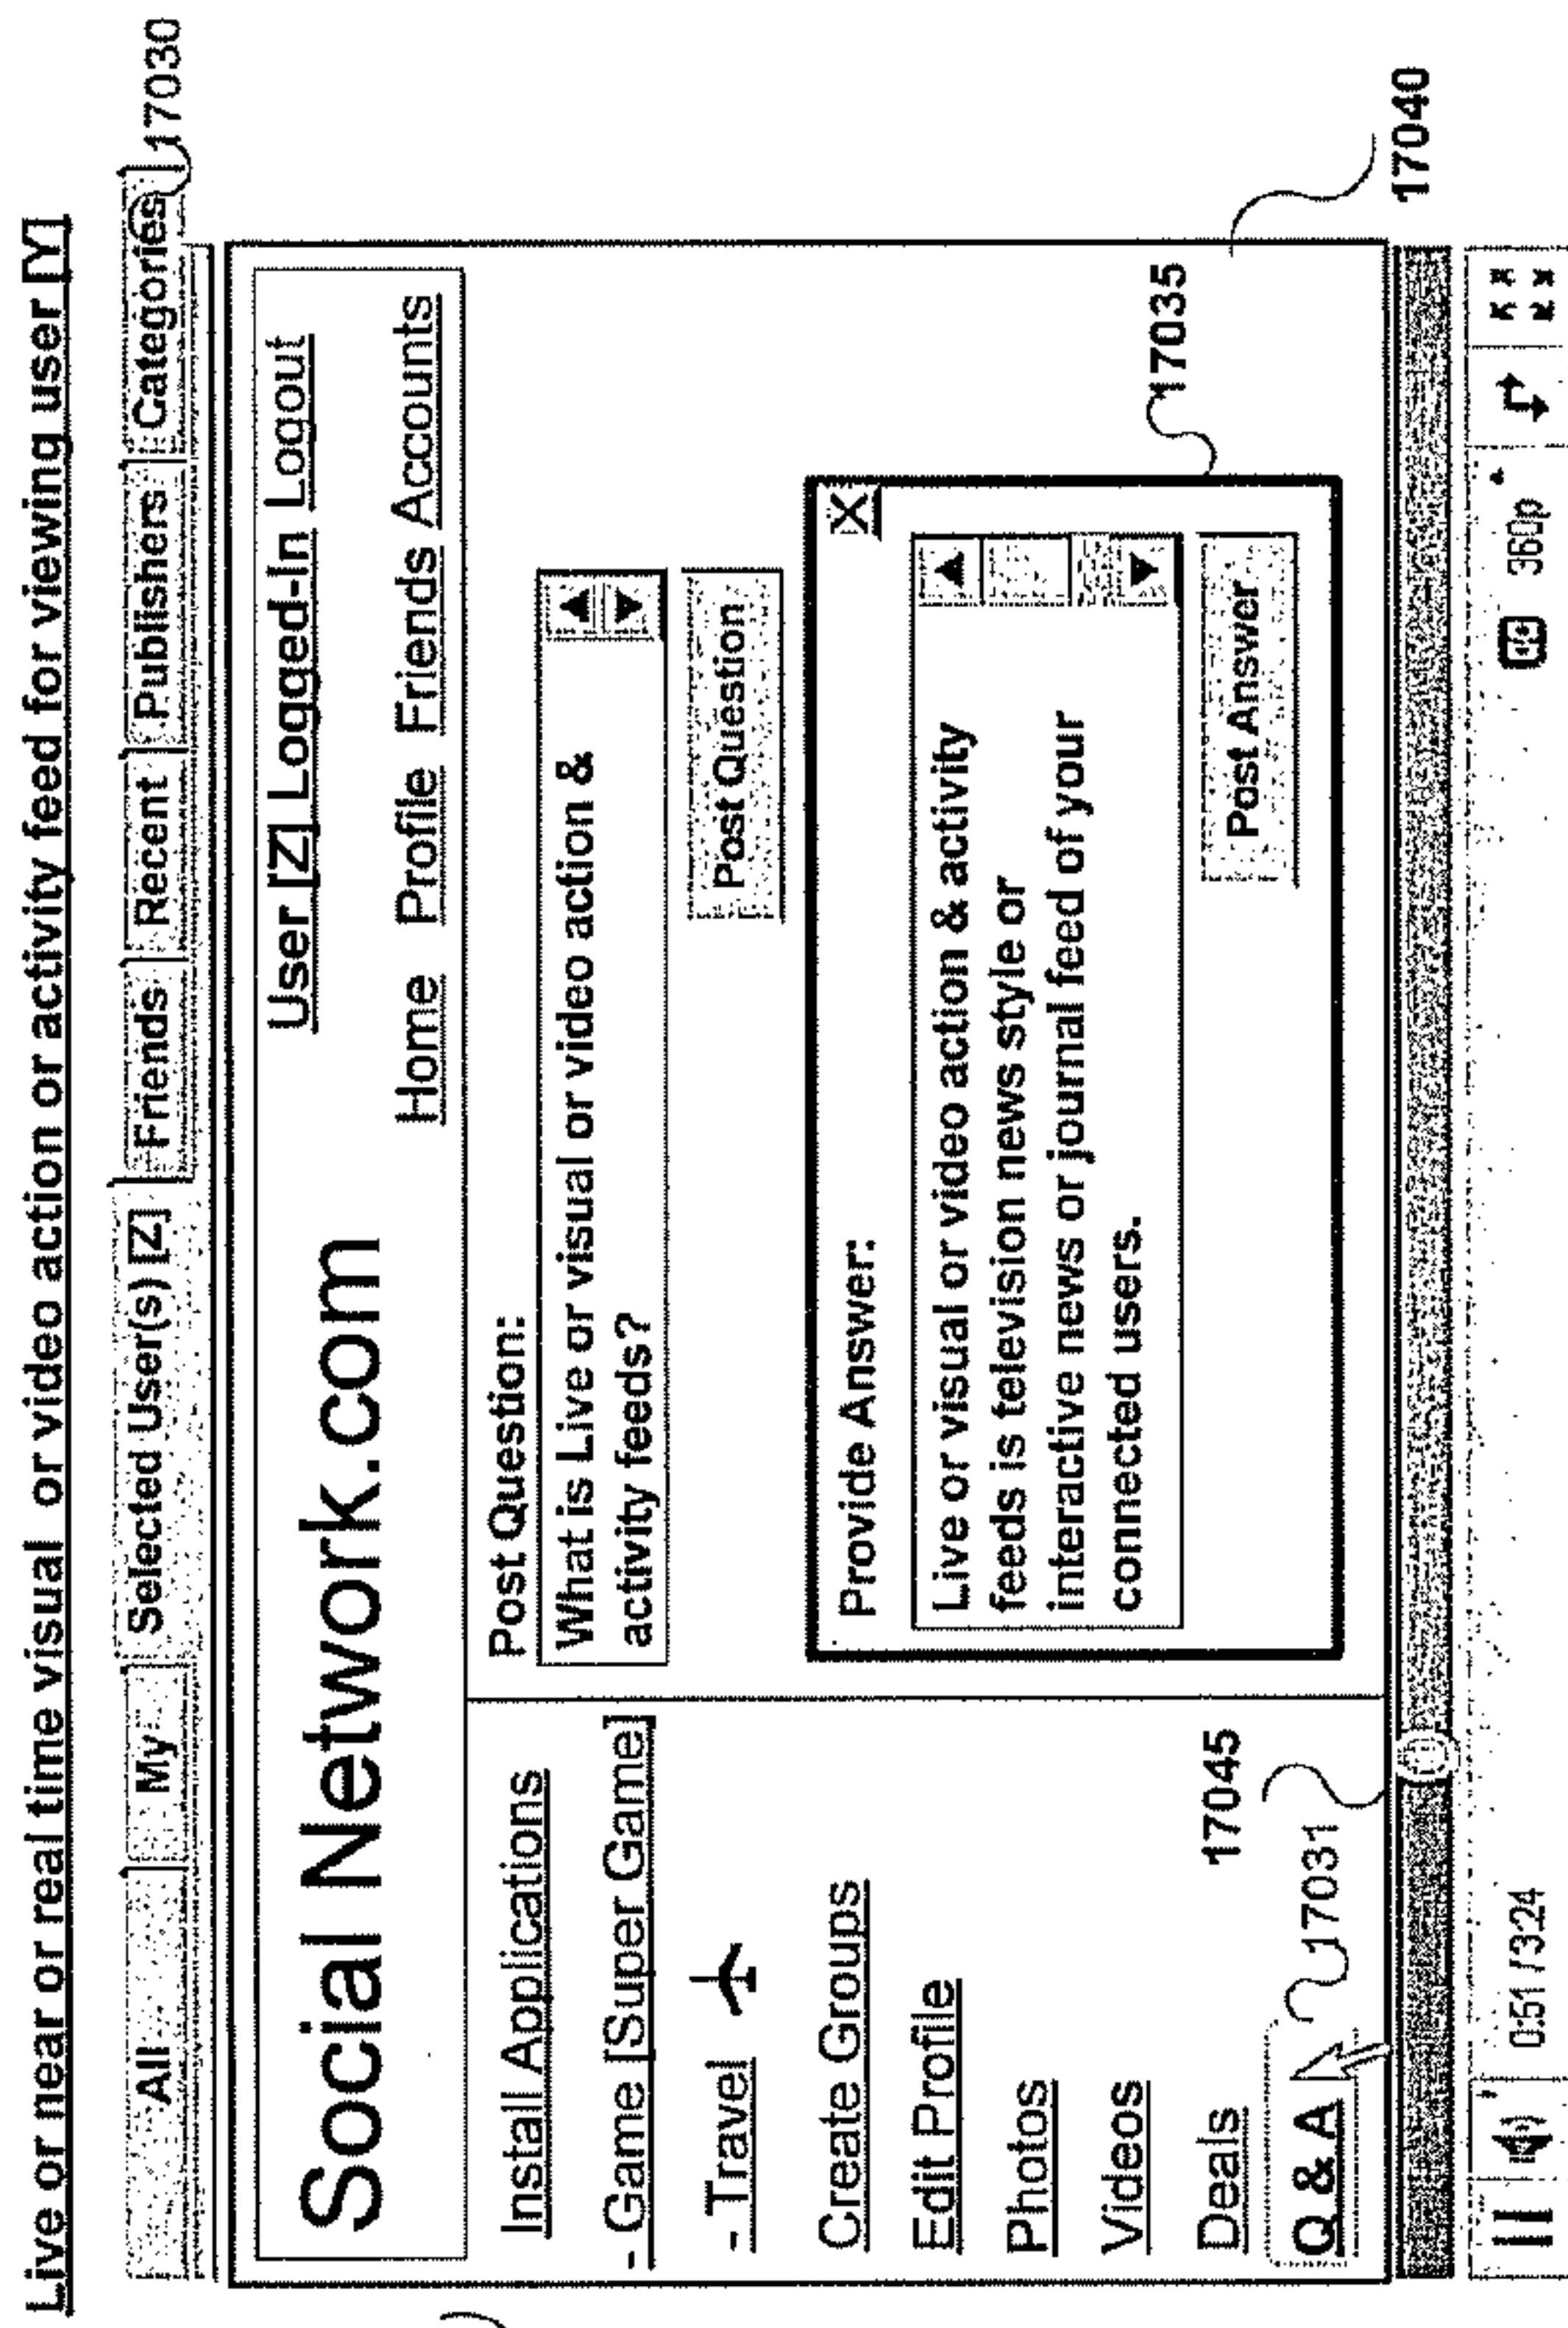 Live or near or real time visual or video action or activity feed for viewing user [Y]
All My Selected User(s) [Z] Friends Recent Publishers Categories 17030
Social Network.com
User [Z] Logged-In Logout
Home Profile Friends Accounts
Install Applications
- Game [Super Game]
- Travel
Create Groups
Edit Profile
Photos
Videos
Deals
Q & A
17031
17045
Post Question:
What is Live or visual or video action &
activity feeds?
Post Question
X
Provide Answer:
Live or visual or video action & activity
feeds is television news style or
interactive news or journal feed of your
connected users.
Post Answer
17035
17040
0:51 / 3:24
360p